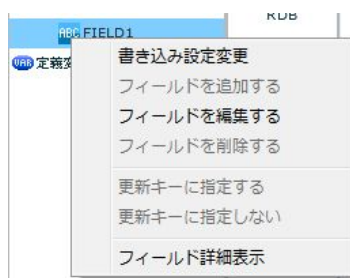 RDB
ABC FIELD1
VAR 定義変
書き込み設定変更
フィールドを追加する
フィールドを編集する
フィールドを削除する
更新キーに指定する
更新キーに指定しない
フィールド詳細表示